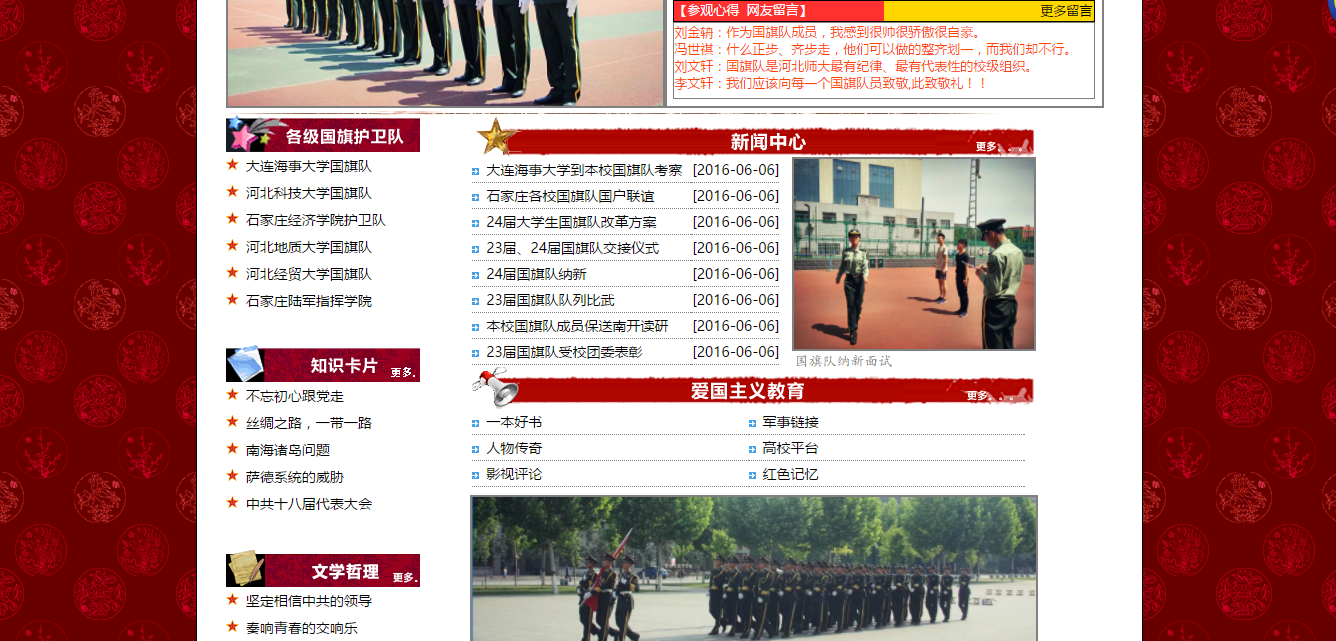 【参观心得 网友留言】 更多留言
刘金鞆：作为国旗队成员，我感到很帅很骄傲很自豪。
冯世祺：什么正步、齐步走，他们可以做的整齐划一，而我们却不行。
刘文轩：国旗队是河北师大最有纪律、最有代表性的校级组织。
李文轩：我们应该向每一个国旗队员致敬,此致敬礼！！
各级国旗护卫队
大连海事大学国旗队
河北科技大学国旗队
石家庄经济学院护卫队
河北地质大学国旗队
河北经贸大学国旗队
石家庄陆军指挥学院
知识卡片 更多.
不忘初心跟党走
丝绸之路，一带一路
南海诸岛问题
萨德系统的威胁
中共十八届代表大会
文学哲理 更多.
坚定相信中共的领导
奏响青春的交响乐
新闻中心 更多. . .
大连海事大学到本校国旗队考察 [2016-06-06]
石家庄各校国旗队国户联谊 [2016-06-06]
24届大学生国旗队改革方案 [2016-06-06]
23届、24届国旗队交接仪式 [2016-06-06]
24届国旗队纳新 [2016-06-06]
23届国旗队队列比武 [2016-06-06]
本校国旗队成员保送南开读研 [2016-06-06]
23届国旗队受校团委表彰 [2016-06-06]
国旗队纳新面试
爱国主义教育 更多. . .
一本好书 军事链接
人物传奇 高校平台
影视评论 红色记忆